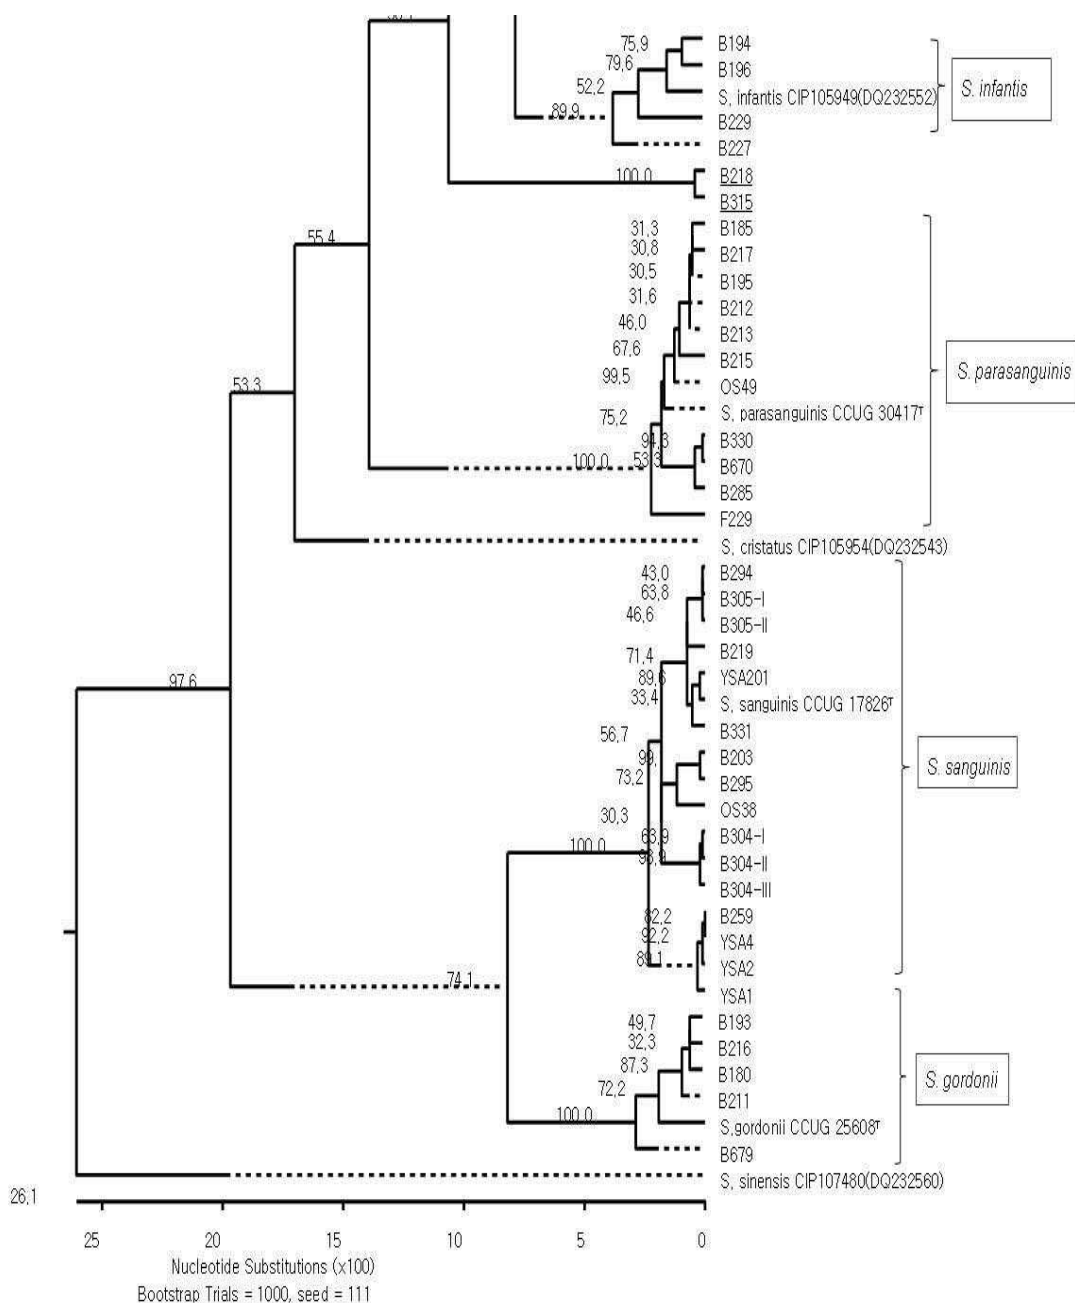 75,9
B194
79,6
B196
52,2
S, infantis CIP105949(DQ232552)
S. infantis
89,9
B229
B227
100,0
B218
B315
31,3
B185
55,4
30,8
B217
30,5
B195
31,6
B212
46,0
B213
67,6
B215
99,5
OS49
S. parasanguinis
53,3
75,2
S, parasanguinis CCUG 30417ᵀ
94,3
B330
100,0
53,3
B670
B285
F229
S, cristatus CIP105954(DQ232543)
43,0
B294
63,8
B305-I
46,6
B305-II
71,4
B219
97,6
89,6
YSA201
33,4
S, sanguinis CCUG 17826ᵀ
56,7
B331
99,
B203
S. sanguinis
73,2
B295
30,3
OS38
63,9
B304-I
100,0
B304-II
B304-III
82,2
B259
92,2
YSA4
89,1
YSA2
74,1
YSA1
49,7
B193
32,3
B216
87,3
B180
S. gordonii
72,2
B211
100,0
S,gordonii CCUG 25608ᵀ
B679
S, sinensis CIP107480(DQ232560)
26,1
25 20 15 10 5 0
Nucleotide Substitutions (×100)
Bootstrap Trials = 1000, seed = 111